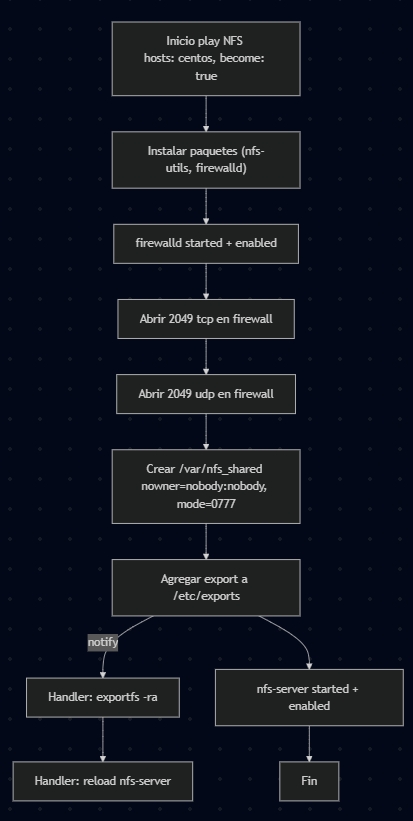 Inicio play NFS
hosts: centos, become:
true
Instalar paquetes (nfs-
utils, firewalld)
firewalld started + enabled
Abrir 2049 tcp en firewall
Abrir 2049 udp en firewall
Crear /var/nfs_shared
nowner=nobody:nobody,
mode=0777
Agregar export a
/etc/exports
notify
Handler: exportfs -ra
nfs-server started +
enabled
Handler: reload nfs-server
Fin